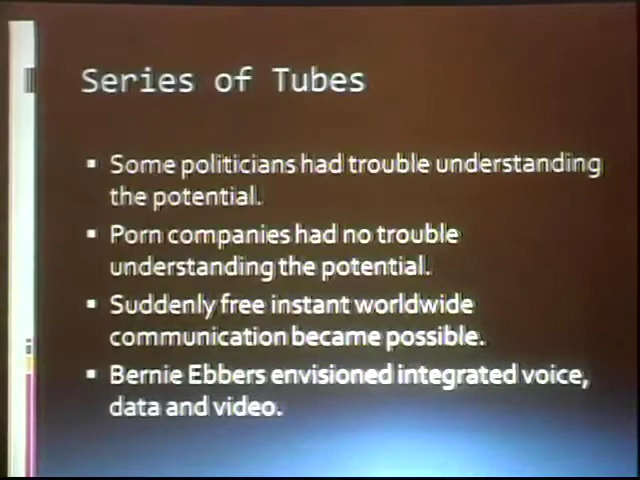 Series of Tubes
Some politicians had trouble understanding
the potential.
Porn companies had no trouble
understanding the potential.
Suddenly free instant worldwide
communication became possible.
Bernie Ebbers envisioned integrated voice,
data and video.